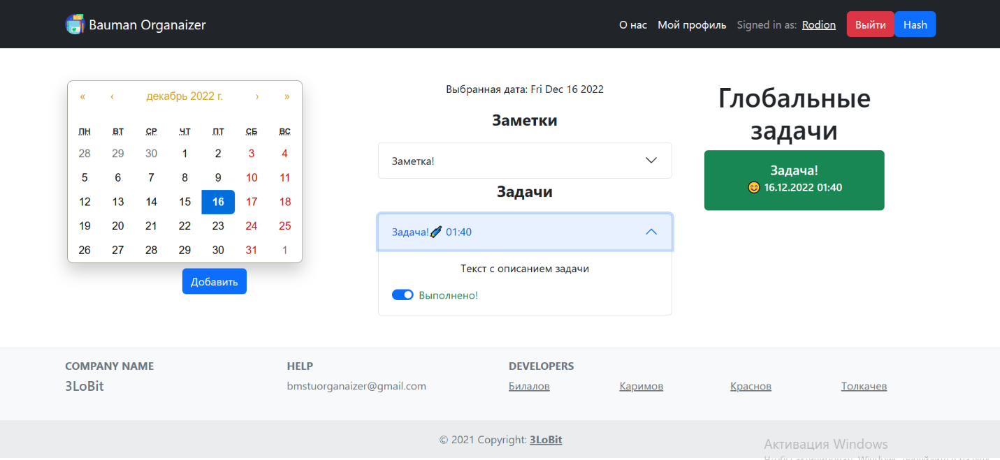 Bauman Organaizer
О нас Мой профиль Signed in as: Rodion Выйти Hash
« ‹ декабрь 2022 г. › »
ПН ВТ СР ЧТ ПТ СБ ВС
28 29 30 1 2 3 4
5 6 7 8 9 10 11
12 13 14 15 16 17 18
19 20 21 22 23 24 25
26 27 28 29 30 31 1
Добавить
Выбранная дата: Fri Dec 16 2022
Заметки
Заметка!
Задачи
Задача! 01:40
Текст с описанием задачи
Выполнено!
Глобальные
задачи
Задача!
😊 16.12.2022 01:40
COMPANY NAME
3LoBit
HELP
bmstuorganaizer@gmail.com
DEVELOPERS
Билалов Каримов Краснов Толкачев
© 2021 Copyright: 3LoBit
Активация Windows